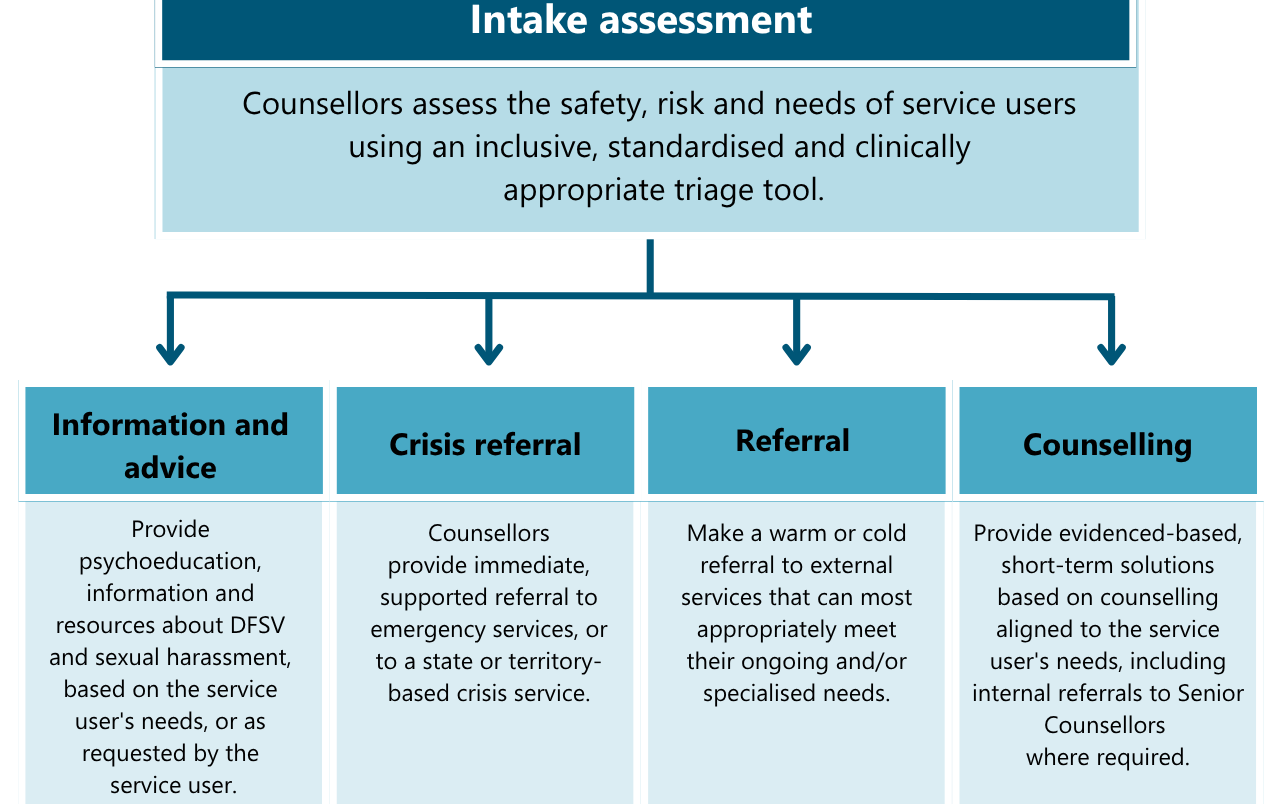 Intake assessment
Counsellors assess the safety, risk and needs of service users
using an inclusive, standardised and clinically
appropriate triage tool.
Information and
advice
Provide
psychoeducation,
information and
resources about DFSV
and sexual harassment,
based on the service
user's needs, or as
requested by the
service user.
Crisis referral
Counsellors
provide immediate,
supported referral to
emergency services, or
to a state or territory-
based crisis service.
Referral
Make a warm or cold
referral to external
services that can most
appropriately meet
their ongoing and/or
specialised needs.
Counselling
Provide evidenced-based,
short-term solutions
based on counselling
aligned to the service
user's needs, including
internal referrals to Senior
Counsellors
where required.